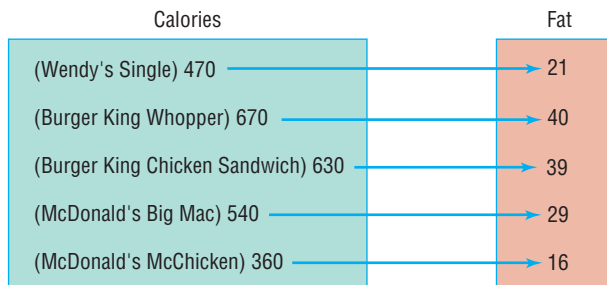 Calories Fat
(Wendy's Single) 470 21
(Burger King Whopper) 670 40
(Burger King Chicken Sandwich) 630 39
(McDonald's Big Mac) 540 29
(McDonald's McChicken) 360 16